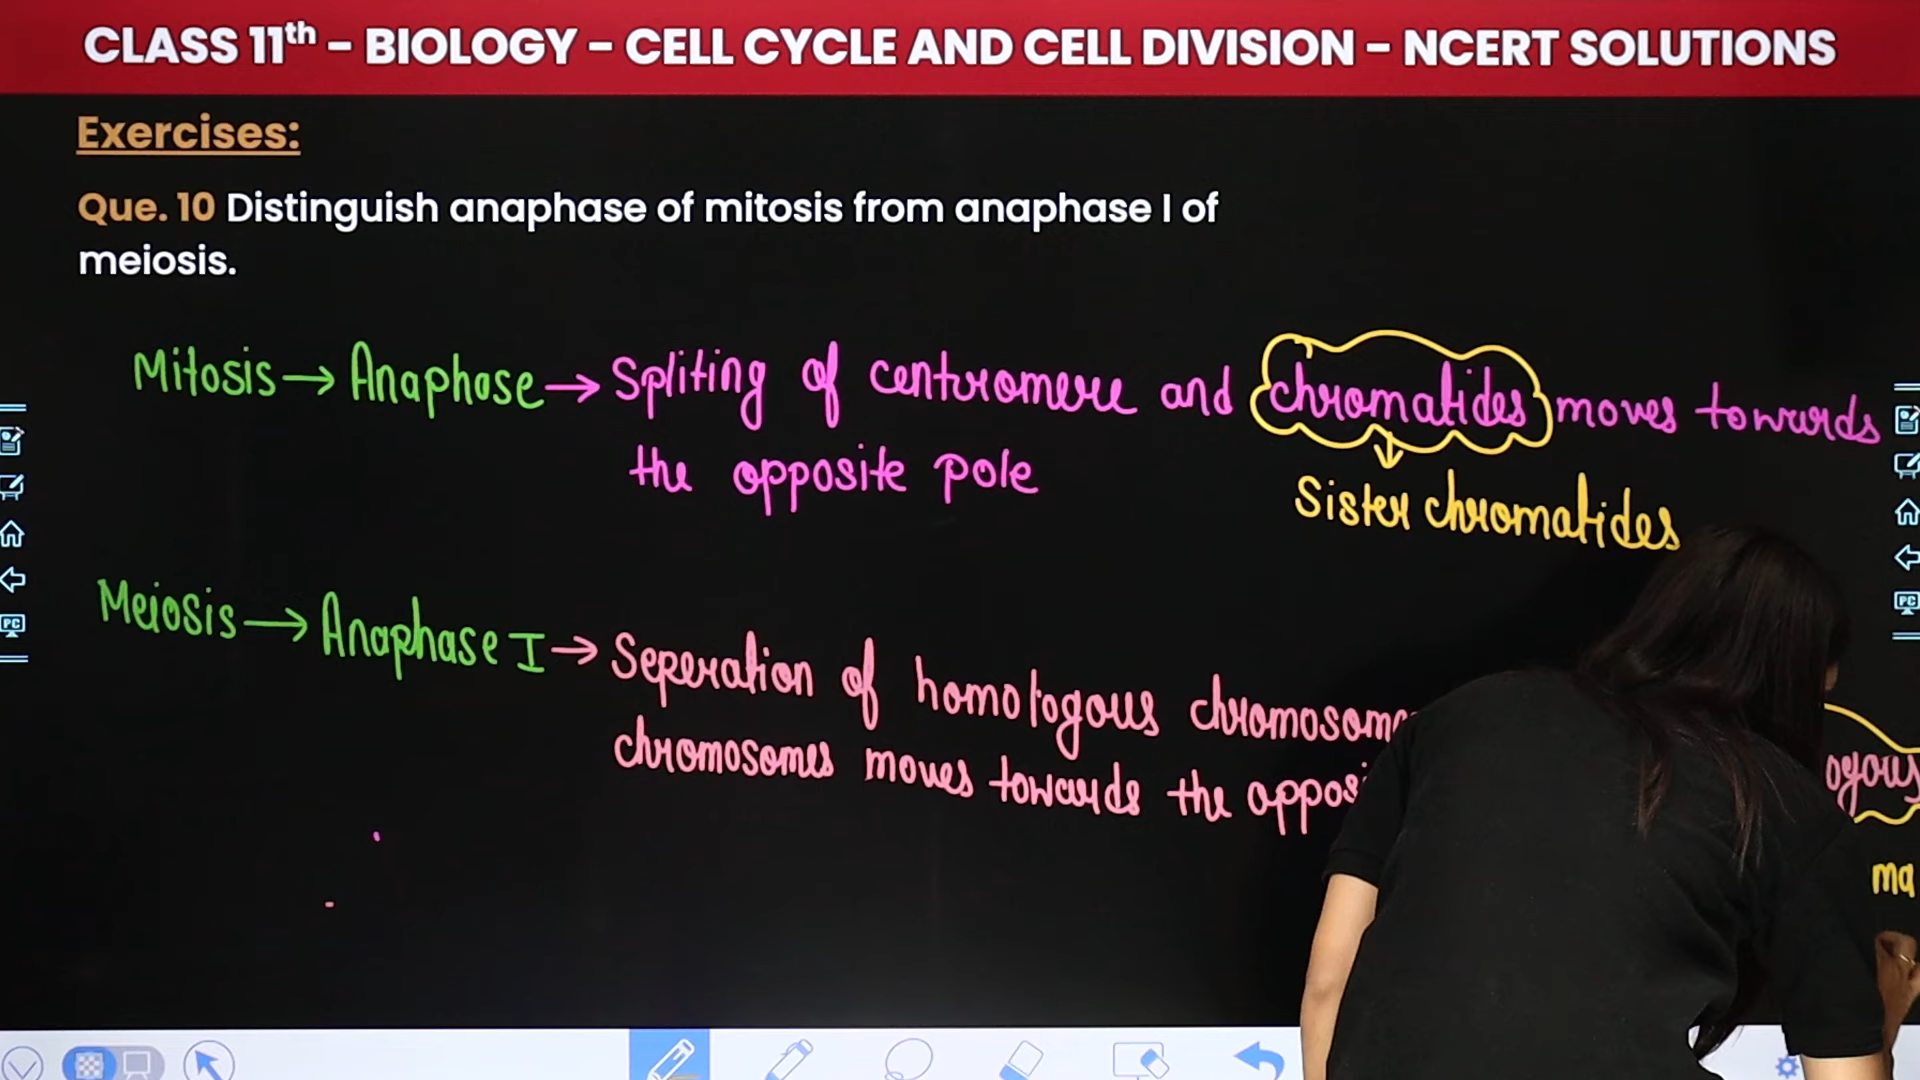 CLASS 11th - BIOLOGY - CELL CYCLE AND CELL DIVISION - NCERT SOLUTIONS
Exercises:
Que. 10 Distinguish anaphase of mitosis from anaphase I of
meiosis.
Mitosis → Anaphase → Spliting of centromere and chromatides moves towards
the opposite pole
Sister chromatides
Meiosis → Anaphase I → Seperation of homologous
chromosomes moves towards the
PC
PC